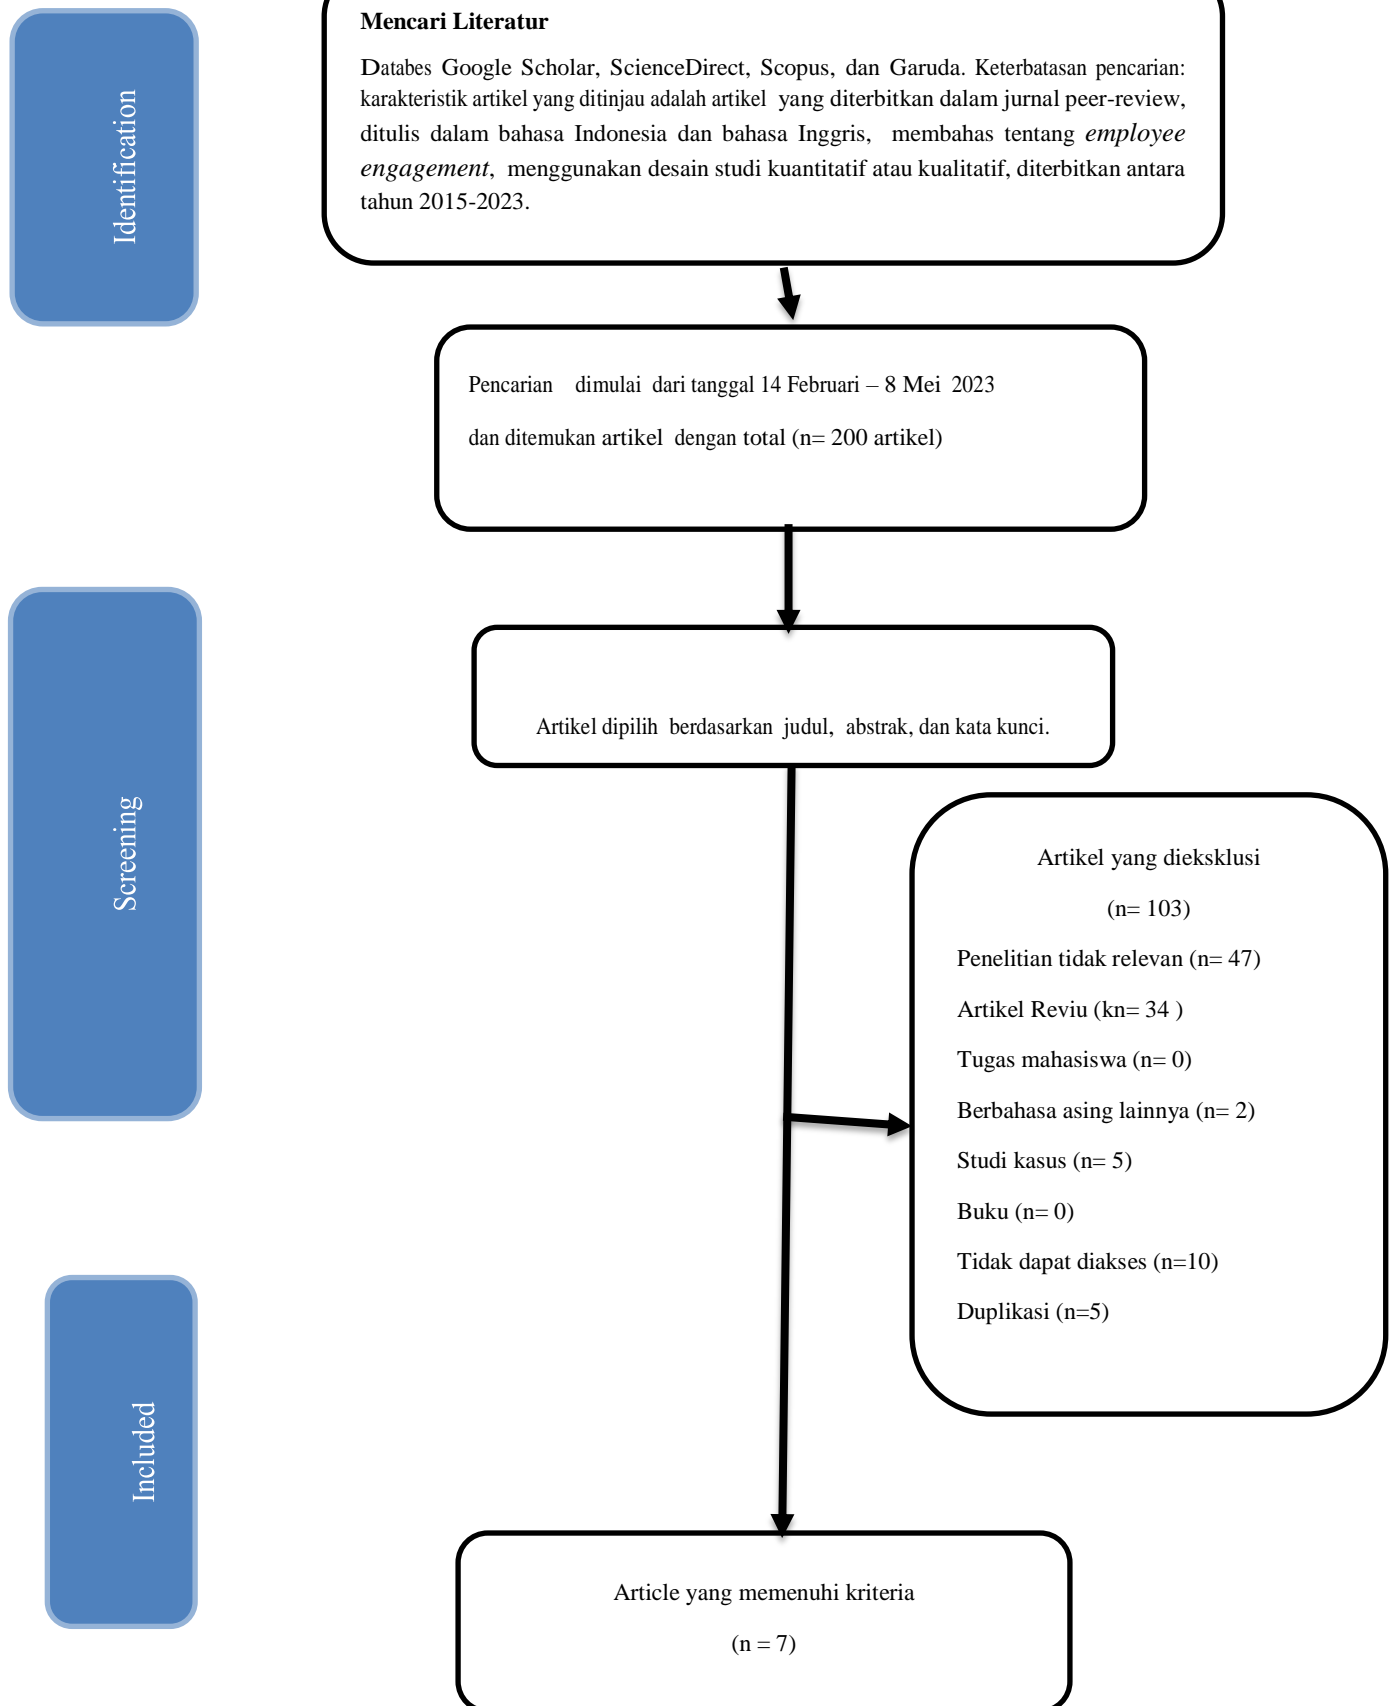 Identification
Mencari Literatur
Databes Google Scholar, ScienceDirect, Scopus, dan Garuda. Keterbatasan pencarian:
karakteristik artikel yang ditinjau adalah artikel yang diterbitkan dalam jurnal peer-review,
ditulis dalam bahasa Indonesia dan bahasa Inggris, membahas tentang employee
engagement, menggunakan desain studi kuantitatif atau kualitatif, diterbitkan antara
tahun 2015-2023.
Pencarian dimulai dari tanggal 14 Februari – 8 Mei 2023
dan ditemukan artikel dengan total (n= 200 artikel)
Screening
Artikel dipilih berdasarkan judul, abstrak, dan kata kunci.
Artikel yang dieksklusi
(n= 103)
Penelitian tidak relevan (n= 47)
Artikel Reviu (kn= 34 )
Tugas mahasiswa (n= 0)
Berbahasa asing lainnya (n= 2)
Studi kasus (n= 5)
Buku (n= 0)
Tidak dapat diakses (n=10)
Duplikasi (n=5)
Included
Article yang memenuhi kriteria
(n = 7)